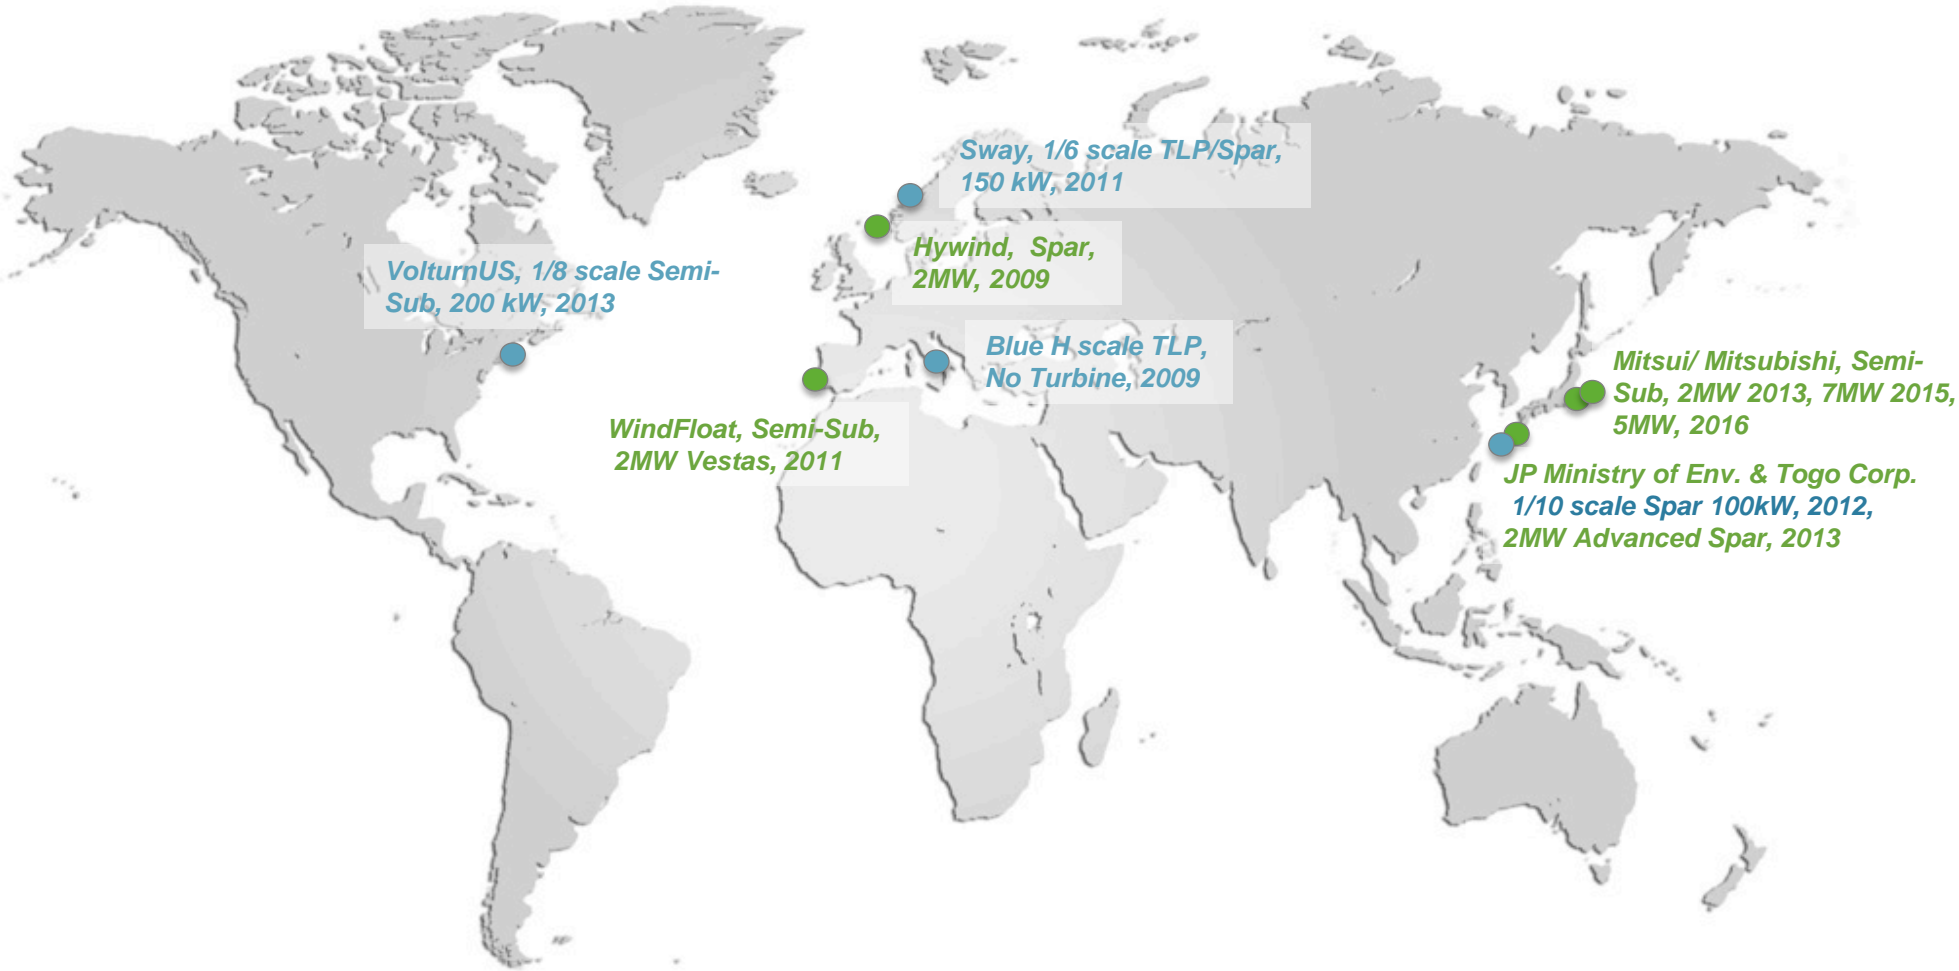 Sway, 1/6 scale TLP/Spar,
150 kW, 2011
Hywind, Spar,
2MW, 2009
VolturnUS, 1/8 scale Semi-
Sub, 200 kW, 2013
Blue H scale TLP,
No Turbine, 2009
Mitsui/ Mitsubishi, Semi-
Sub, 2MW 2013, 7MW 2015,
5MW, 2016
WindFloat, Semi-Sub,
2MW Vestas, 2011
JP Ministry of Env. & Togo Corp.
1/10 scale Spar 100kW, 2012,
2MW Advanced Spar, 2013